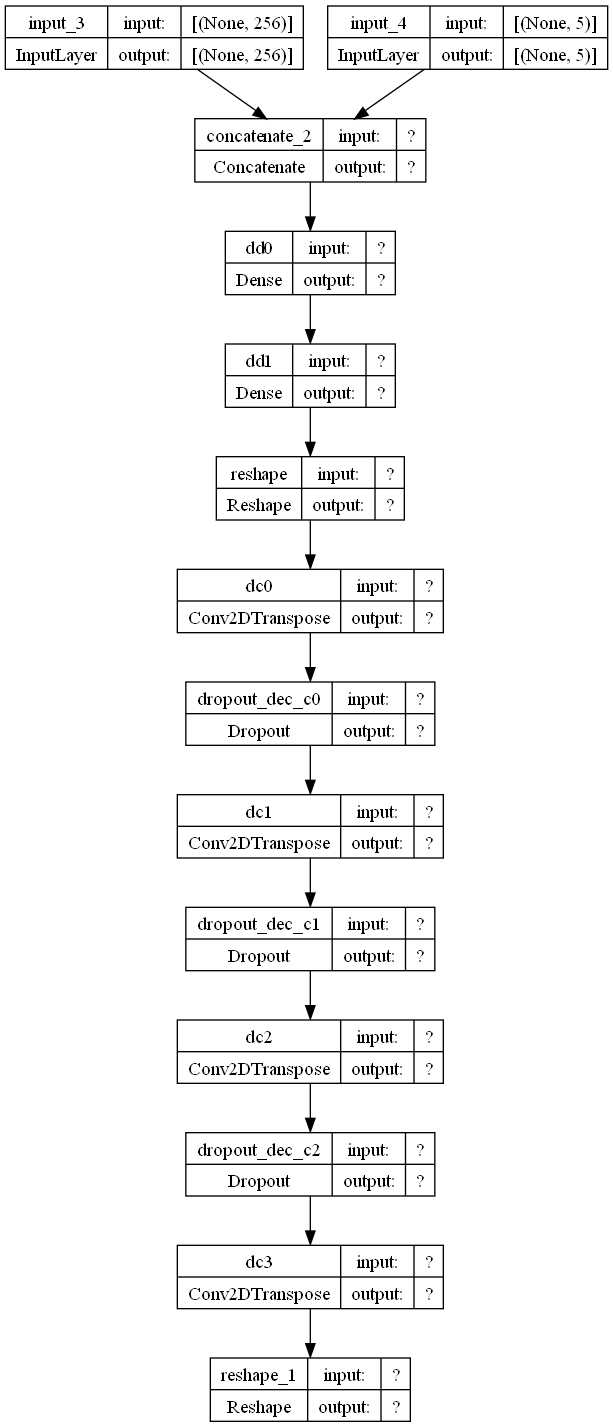 input_3 input: [(None, 256)]
InputLayer output: [(None, 256)]
input_4 input: [(None, 5)]
InputLayer output: [(None, 5)]
concatenate_2 input: ?
Concatenate output: ?
dd0 input: ?
Dense output: ?
dd1 input: ?
Dense output: ?
reshape input: ?
Reshape output: ?
dc0 input: ?
Conv2DTranspose output: ?
dropout_dec_c0 input: ?
Dropout output: ?
dc1 input: ?
Conv2DTranspose output: ?
dropout_dec_c1 input: ?
Dropout output: ?
dc2 input: ?
Conv2DTranspose output: ?
dropout_dec_c2 input: ?
Dropout output: ?
dc3 input: ?
Conv2DTranspose output: ?
reshape_1 input: ?
Reshape output: ?